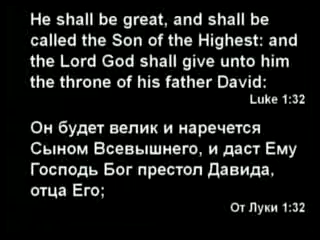 He shall be great, and shall be
called the Son of the Highest: and
the Lord God shall give unto him
the throne of his father David:
Luke 1:32
Он будет велик и наречется
Сыном Всевышнего, и даст Ему
Господь Бог престол Давида,
отца Его;
От Луки 1:32